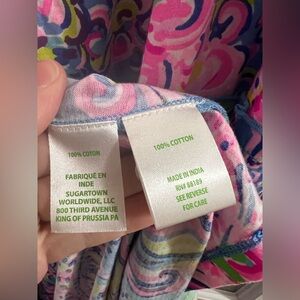 100% COTTON
FABRIQUÉ EN
INDE
SUGARTOWN
WORLDWIDE, LLC
800 THIRD AVENUE
KING OF PRUSSIA PA
100% COTTON
MADE IN INDIA
RN# 88189
SEE REVERSE
FOR CARE